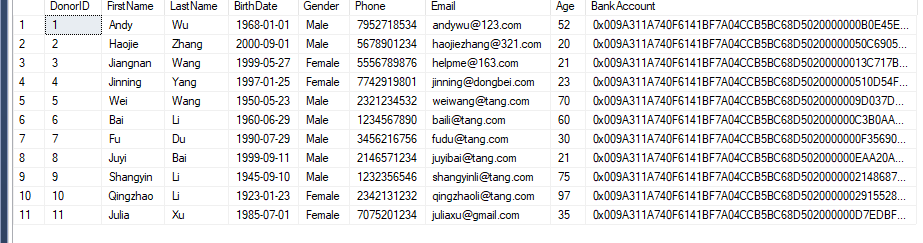 DonorID FirstName LastName BirthDate Gender Phone Email Age BankAccount
1 1 Andy Wu 1968-01-01 Male 7952718534 andywu@123.com 52 0x009A311A740F6141BF7A04CCB5BC68D5020000000B0E45E...
2 2 Haojie Zhang 2000-09-01 Male 5678901234 haojiezhang@321.com 20 0x009A311A740F6141BF7A04CCB5BC68D50200000050C6905...
3 3 Jiangnan Wang 1999-05-27 Female 5556789876 helpme@163.com 21 0x009A311A740F6141BF7A04CCB5BC68D50200000013C717B...
4 4 Jinning Yang 1997-01-25 Female 7742919801 jinning@dongbei.com 23 0x009A311A740F6141BF7A04CCB5BC68D502000000510D54F...
5 5 Wei Wang 1950-05-23 Male 2321234532 weiwang@tang.com 70 0x009A311A740F6141BF7A04CCB5BC68D5020000009D037D...
6 6 Bai Li 1960-06-29 Male 1234567890 baili@tang.com 60 0x009A311A740F6141BF7A04CCB5BC68D502000000C3B0AA...
7 7 Fu Du 1990-07-29 Male 3456216756 fudu@tang.com 30 0x009A311A740F6141BF7A04CCB5BC68D502000000F35690...
8 8 Juyi Bai 1999-09-11 Male 2146571234 juyibai@tang.com 21 0x009A311A740F6141BF7A04CCB5BC68D502000000EAA20A...
9 9 Shangyin Li 1945-09-10 Male 1232356546 shangyinli@tang.com 75 0x009A311A740F6141BF7A04CCB5BC68D50200000002148687...
10 10 Qingzhao Li 1923-01-23 Female 2342131232 qingzhaoli@tang.com 97 0x009A311A740F6141BF7A04CCB5BC68D50200000002915528...
11 11 Julia Xu 1985-07-01 Female 7075201234 juliaxu@gmail.com 35 0x009A311A740F6141BF7A04CCB5BC68D502000000D7EDBF...